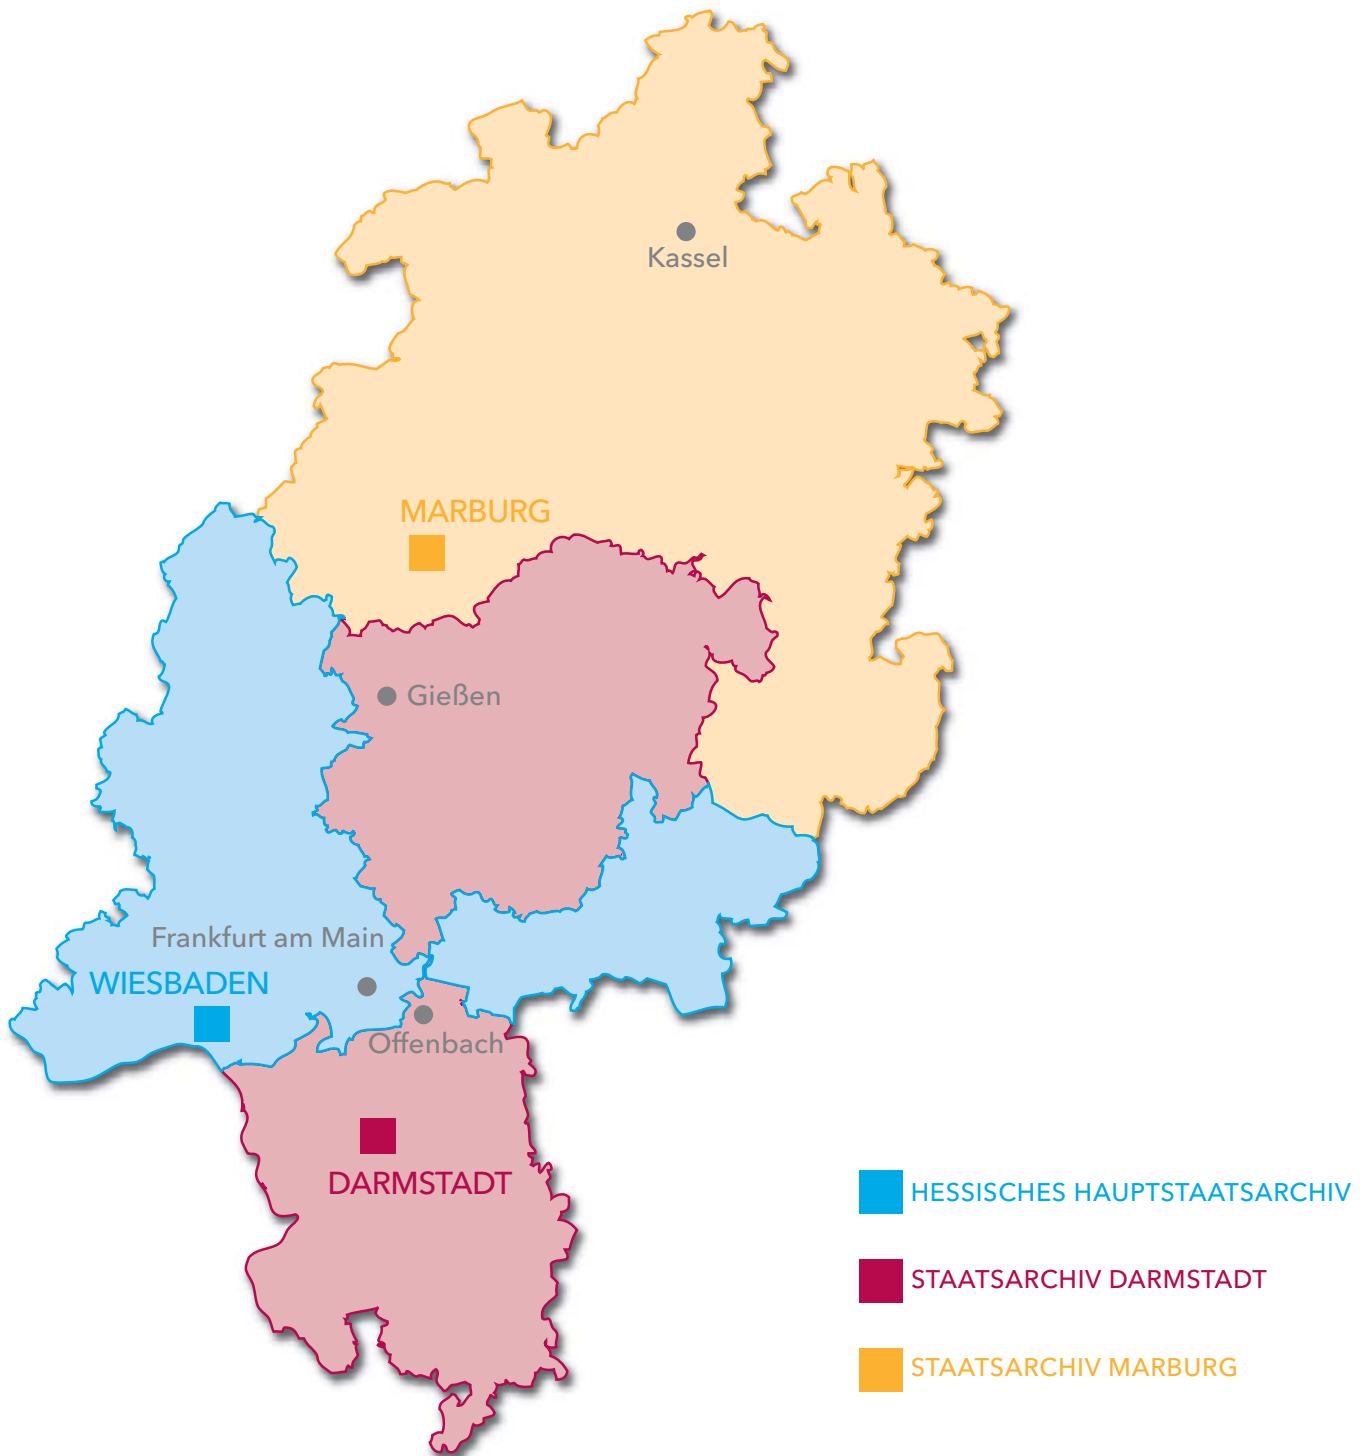 Kassel
MARBURG
Gießen
Frankfurt am Main
WIESBADEN
Offenbach
DARMSTADT
HESSISCHES HAUPTSTAATSARCHIV
STAATSARCHIV DARMSTADT
STAATSARCHIV MARBURG